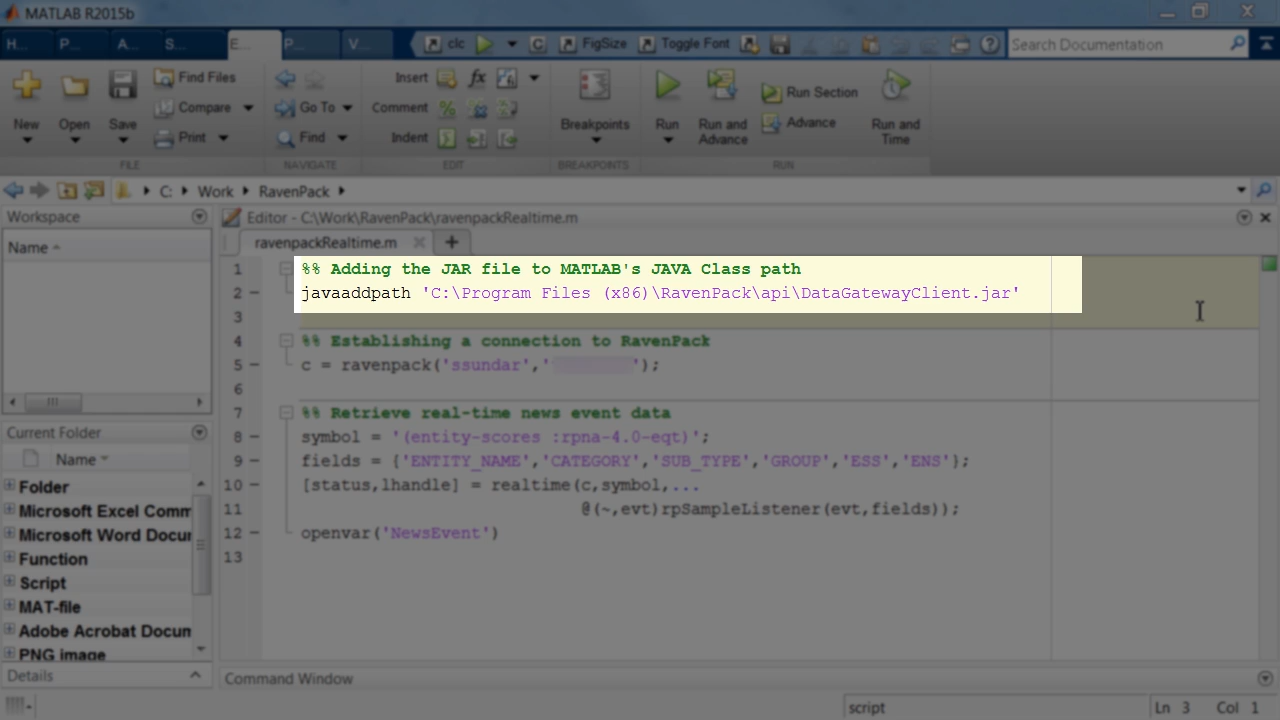 MATLAB R2015b
H... P... A... S... E... P... V... clc FigSize Toggle Font Search Documentation
New Open Save Find Files Compare Print
Go To Find
Insert Comment Indent
Breakpoints
Run Run and Advance Run Section Advance Run and Time
FILE NAVIGATE EDIT BREAKPOINTS RUN
C: Work RavenPack
Workspace
Name
Current Folder
Name
Folder
Microsoft Excel Comm
Microsoft Word Docur
Function
Script
MAT-file
Adobe Acrobat Docum
PNG image
Details
Editor - C:\Work\RavenPack\ravenpackRealtime.m
ravenpackRealtime.m
1 %% Adding the JAR file to MATLAB's JAVA Class path
2 javaaddpath 'C:\Program Files (x86)\RavenPack\api\DataGatewayClient.jar'
3
4 %% Establishing a connection to RavenPack
5 c = ravenpack('ssundar','        ');
6
7 %% Retrieve real-time news event data
8 symbol = '(entity-scores :rpna-4.0-eqt)';
9 fields = {'ENTITY_NAME','CATEGORY','SUB_TYPE','GROUP','ESS','ENS'};
10 [status,lhandle] = realtime(c,symbol,...
11 @(~,evt)rpSampleListener(evt,fields));
12 openvar('NewsEvent')
13
Command Window
script Ln 3 Col 1